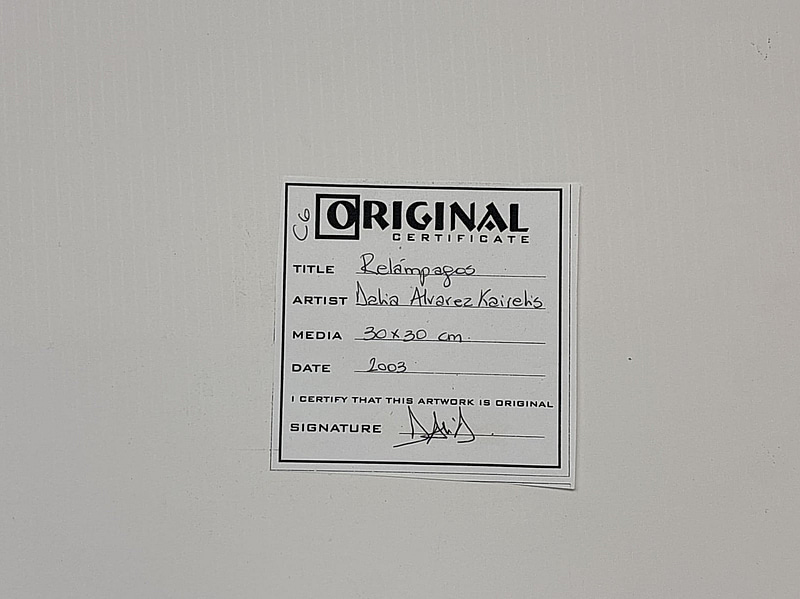 C6
ORIGINAL
CERTIFICATE
TITLE Relámpagos
ARTIST Dalia Alvarez
MEDIA 30x30 cm
DATE 2003
I CERTIFY THAT THIS ARTWORK IS ORIGINAL
SIGNATURE DAliA